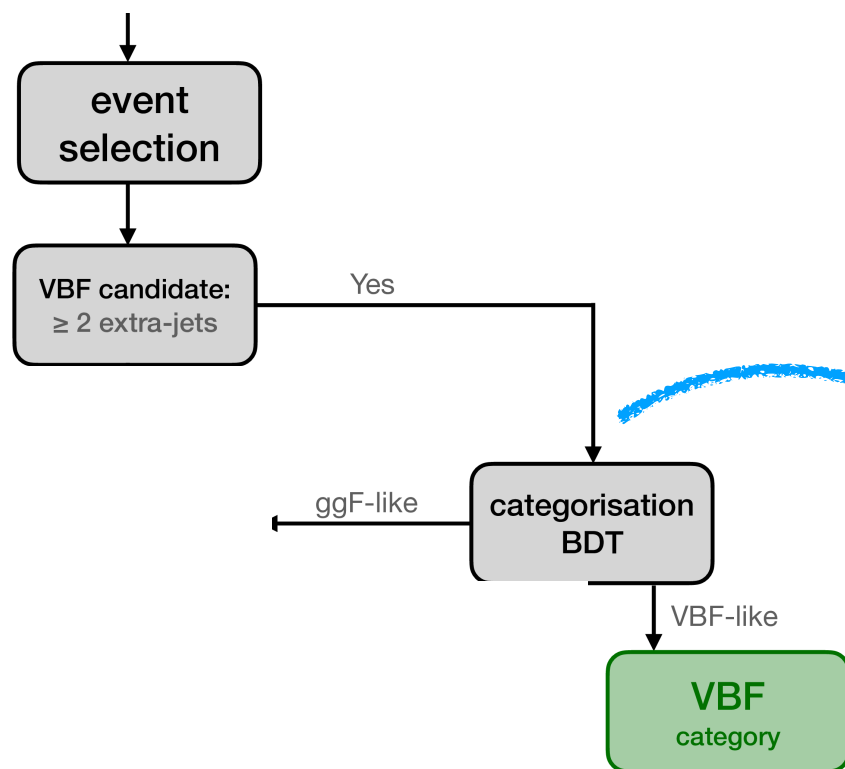 event
selection
VBF candidate:
≥ 2 extra-jets
Yes
ggF-like
categorisation
BDT
VBF-like
VBF
category